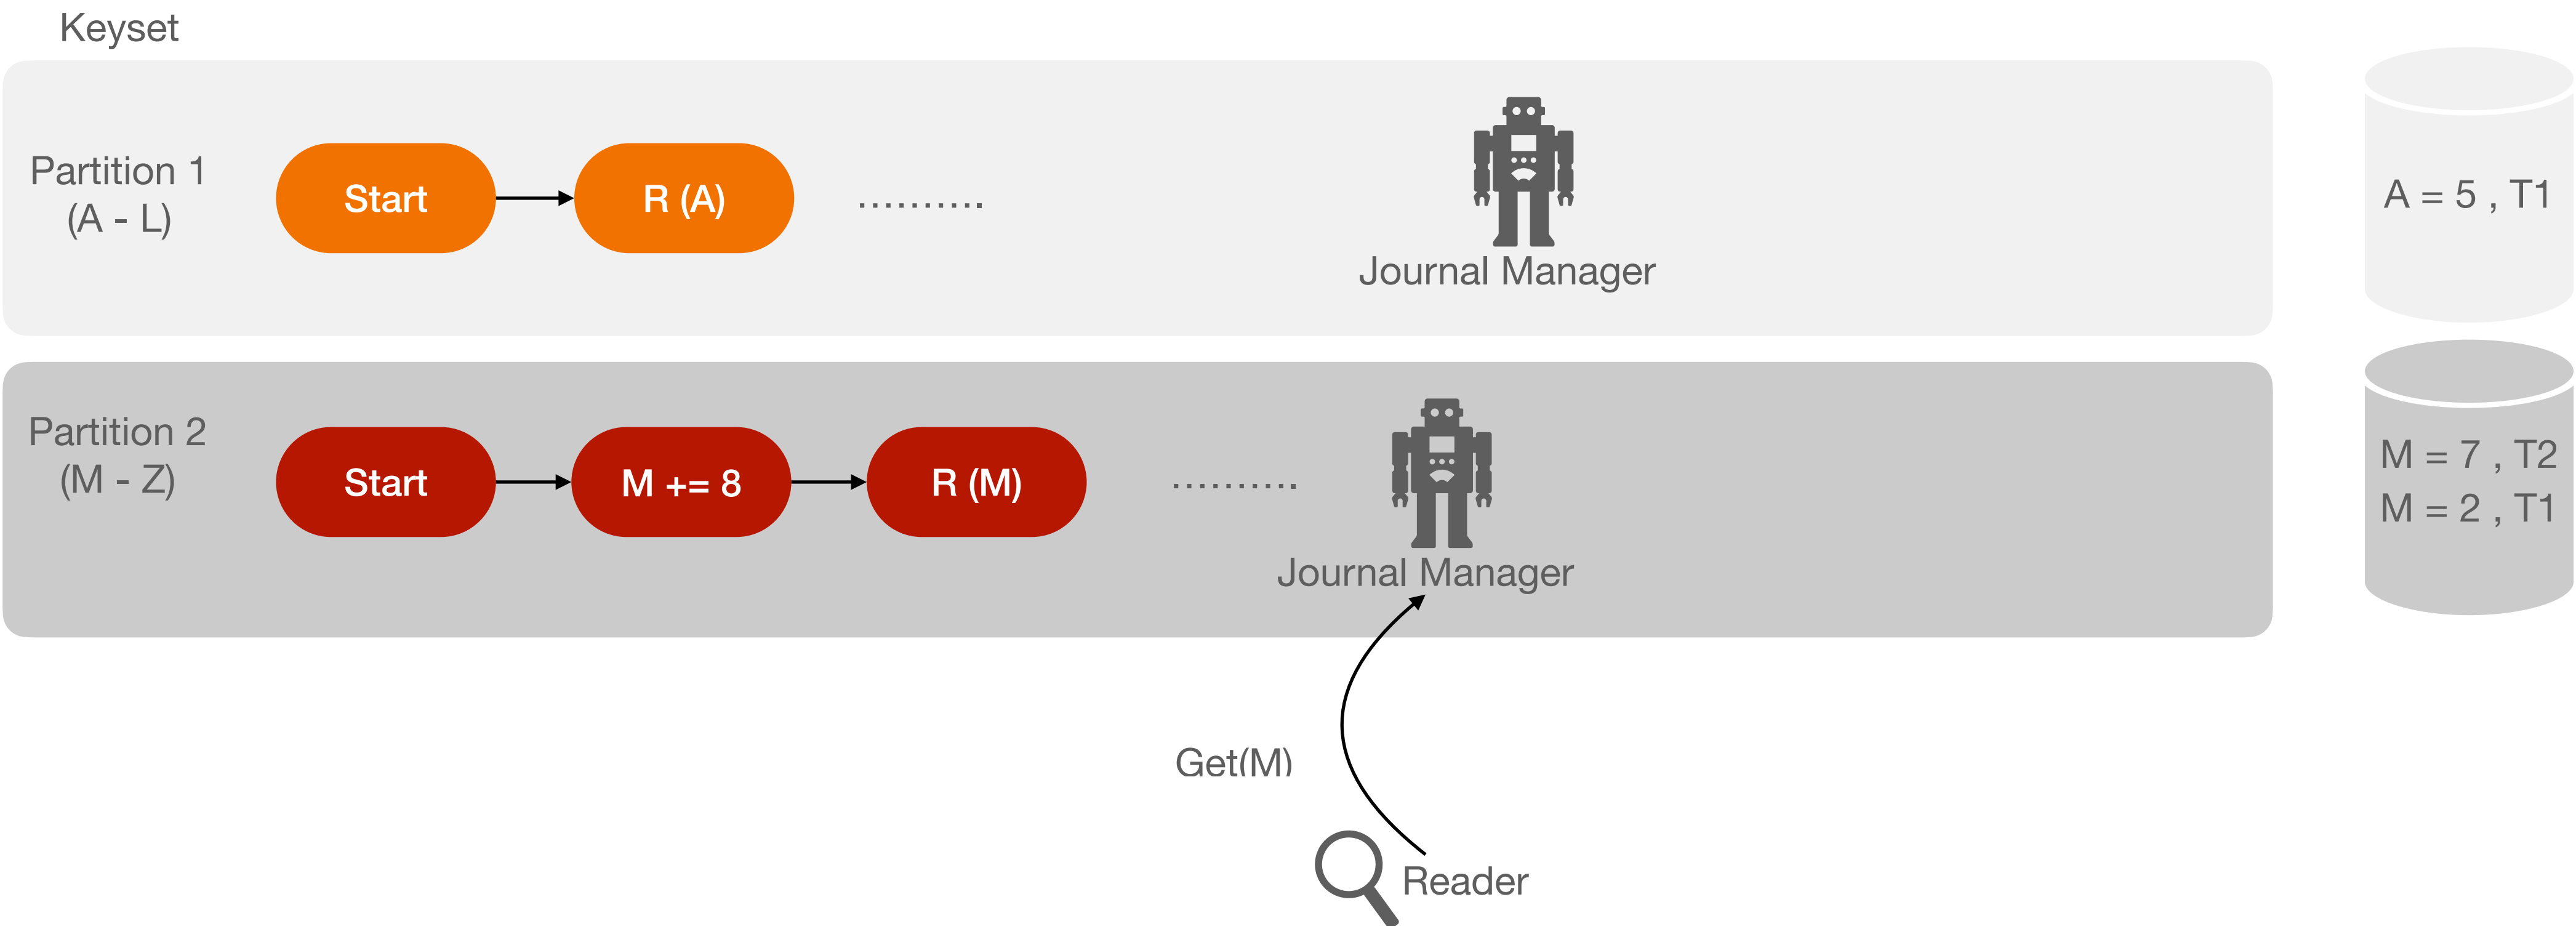 Keyset
Partition 1
(A - L)
Start
R (A)
..........
Journal Manager
A = 5 , T1
Partition 2
(M - Z)
Start
M += 8
R (M)
..........
Journal Manager
M = 7 , T2
M = 2 , T1
Get(M)
Reader